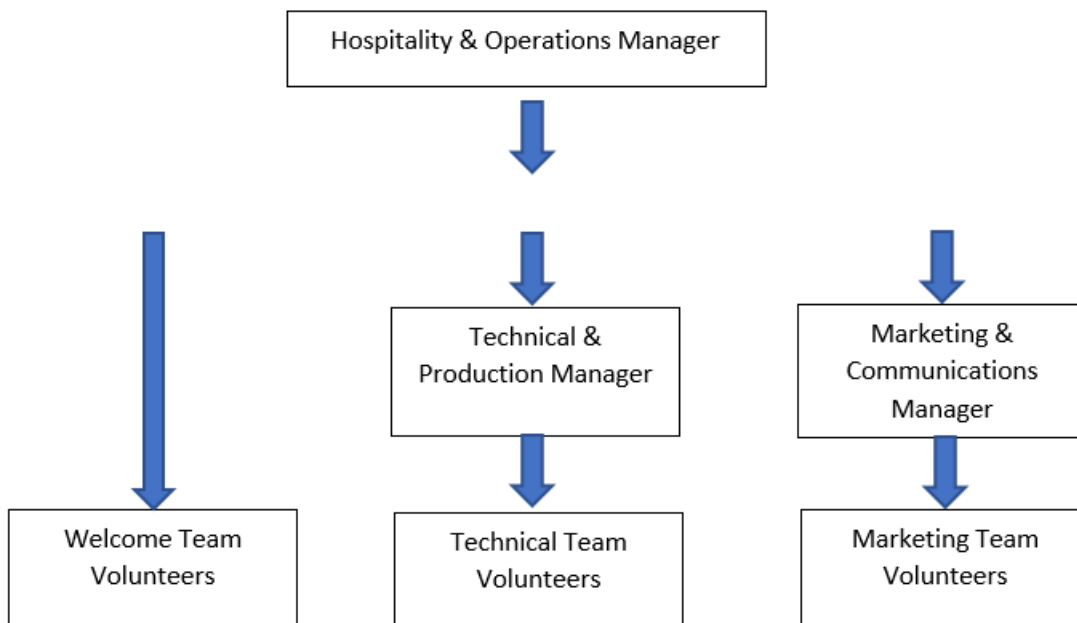 Hospitality & Operations Manager
Technical &
Production Manager
Marketing &
Communications
Manager
Welcome Team
Volunteers
Technical Team
Volunteers
Marketing Team
Volunteers